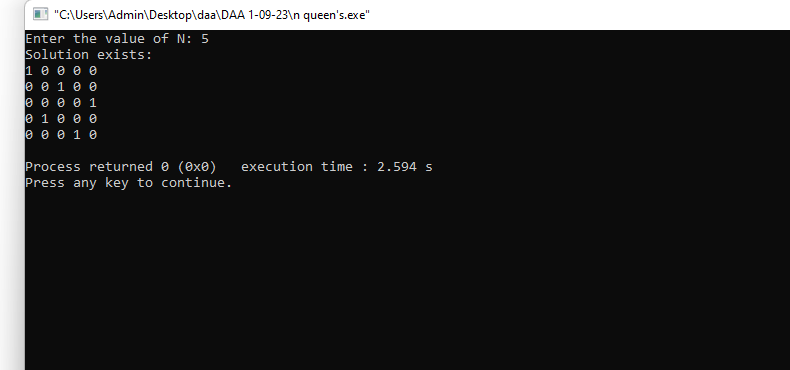 "C:\Users\Admin\Desktop\daa\DAA 1-09-23\n queen's.exe"
Enter the value of N: 5
Solution exists:
1 0 0 0 0
0 0 1 0 0
0 0 0 0 1
0 1 0 0 0
0 0 0 1 0
Process returned 0 (0x0)   execution time : 2.594 s
Press any key to continue.